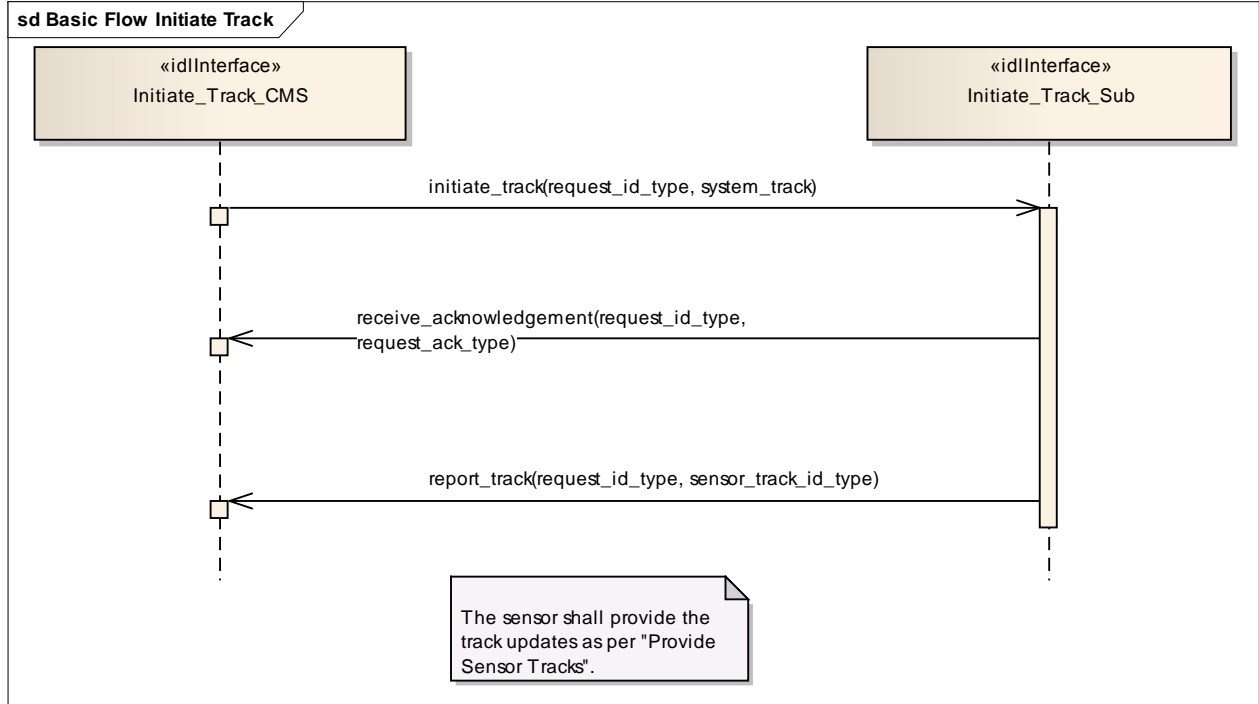 sd Basic Flow Initiate Track
«idlInterface»
Initiate_Track_CMS
«idlInterface»
Initiate_Track_Sub
initiate_track(request_id_type, system_track)
receive_acknowledgement(request_id_type,
request_ack_type)
report_track(request_id_type, sensor_track_id_type)
The sensor shall provide the
track updates as per "Provide
Sensor Tracks".